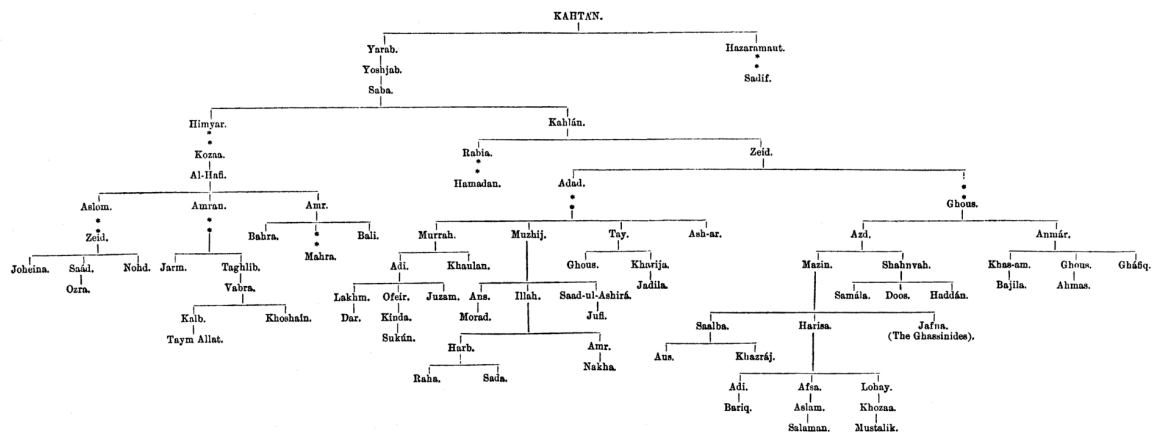 KAHTÁN.
Yarab. Hazaramaut.
Yoshjab.
Sadif.
Saba.
Himyar. Kahlán.
Kozaa. Rabia. Zeid.
Al-Hafi.
Hamadan. Adad.
Aslom. Amran. Amr. Ghous.
Zeid. Bahra. Bali. Murrah. Muzhij. Tay. Ash-ar. Azd. Anmár.
Mahra.
Joheina. Saád. Nohd. Jarm. Taghlib. Adi. Khaulan. Ghous. Kharija. Mazin. Shahnvah. Khas-am. Ghous. Gháfiq.
Ozra. Vabra. Jadila. Bajila. Ahmas.
Lakhm. Ofeir. Juzam. Ans. Illah. Saad-ul-Ashirá. Samála. Doos. Haddán.
Kalb. Khoshain. Dar. Kinda. Morad. Jufi.
Taym Allat. Sukún. Saalba. Harisa. Jafna.
(The Ghassinides).
Harb. Amr. Aus. Khazráj.
Nakha.
Raha. Sada. Adi. Afsa. Lohay.
Bariq. Aslam. Khozaa.
Salaman. Mustalik.